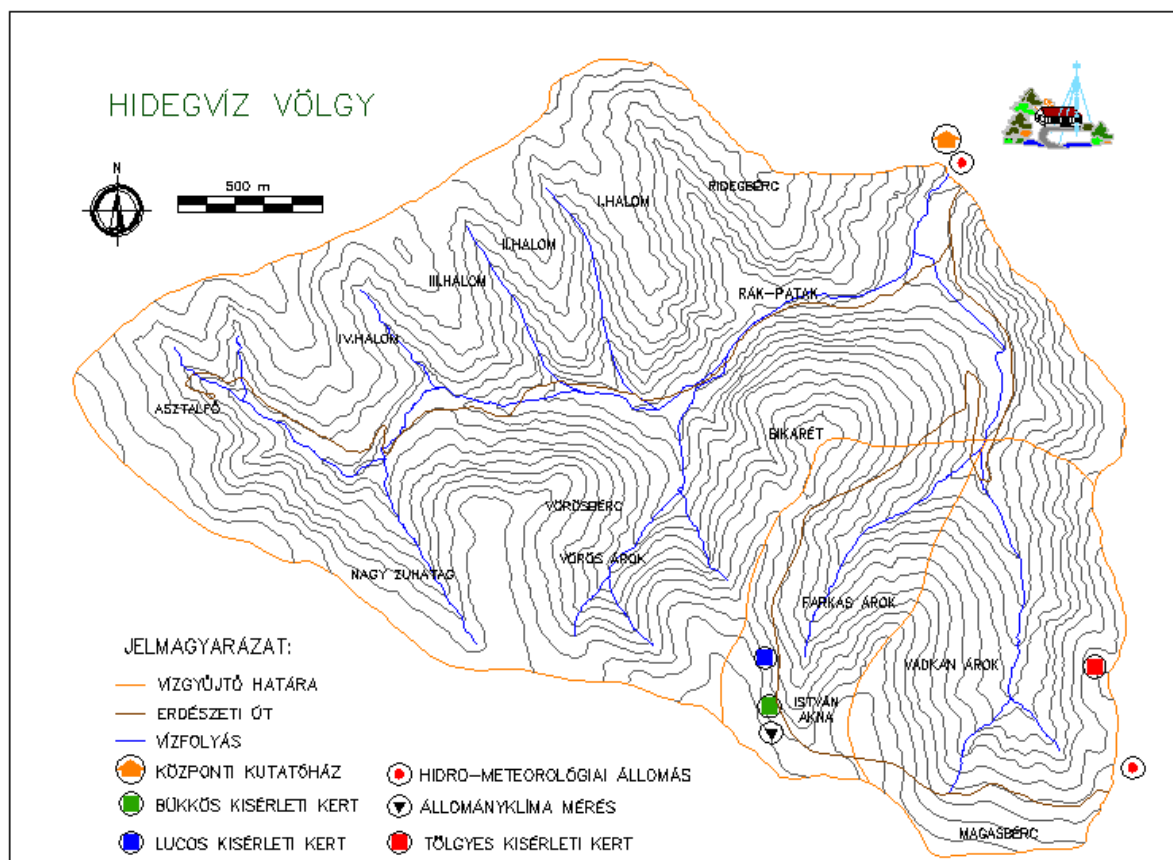 HIDEGVÍZ VÖLGY
N
500 m
I.HALOM
RIDEGBÉRC
II.HALOM
III.HALOM
RÁK-PATAK
IV.HALOM
ASZTALFŐ
BIKARÉT
VÖRÖSBÉRC
VÖRÖS ÁROK
NAGY ZUHATAG
FARKAS ÁROK
VADKAN ÁROK
ISTVÁN
AKNA
MAGASBÉRC
JELMAGYARÁZAT:
VÍZGYŰJTŐ HATÁRA
ERDÉSZETI ÚT
VÍZFOLYÁS
KÖZPONTI KUTATÓHÁZ
BÜKKÖS KISÉRLETI KERT
LUCOS KISÉRLETI KERT
HIDRO-METEOROLÓGIAI ÁLLOMÁS
ÁLLOMÁNYKLÍMA MÉRÉS
TÖLGYES KISÉRLETI KERT